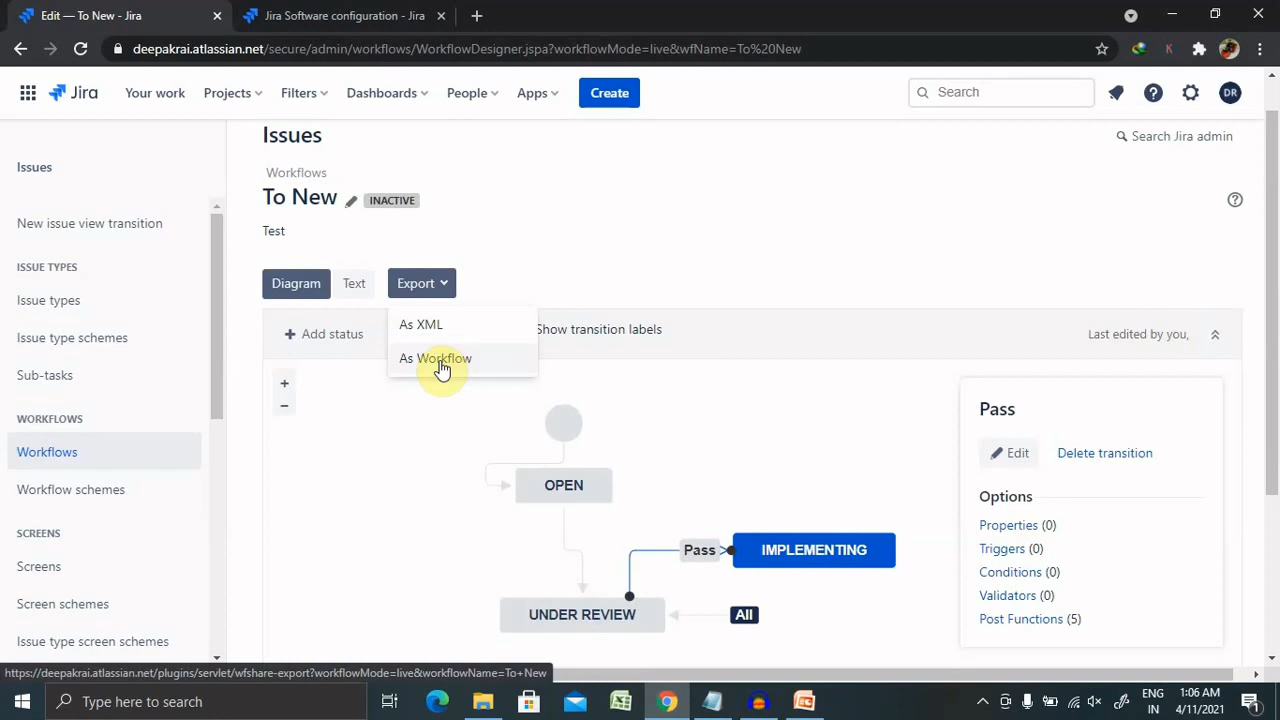 Edit — To New - Jira
Jira Software configuration - Jira
deepakrai.atlassian.net/secure/admin/workflows/WorkflowDesigner.jspa?workflowMode=live&wfName=To%20New
K
Jira
Your work
Projects
Filters
Dashboards
People
Apps
Create
Search
DR
Issues
New issue view transition
ISSUE TYPES
Issue types
Issue type schemes
Sub-tasks
WORKFLOWS
Workflows
Workflow schemes
SCREENS
Screens
Screen schemes
Issue type screen schemes
Issues
Search Jira admin
Workflows
To New INACTIVE
Test
Diagram
Text
Export
As XML
As Workflow
+ Add status
Show transition labels
Last edited by you,
+
−
OPEN
Pass
IMPLEMENTING
UNDER REVIEW
All
Pass
Edit
Delete transition
Options
Properties (0)
Triggers (0)
Conditions (0)
Validators (0)
Post Functions (5)
https://deepakrai.atlassian.net/plugins/servlet/wfshare-export?workflowMode=live&workflowName=To+New
Type here to search
ENG
IN
1:06 AM
4/11/2021
1